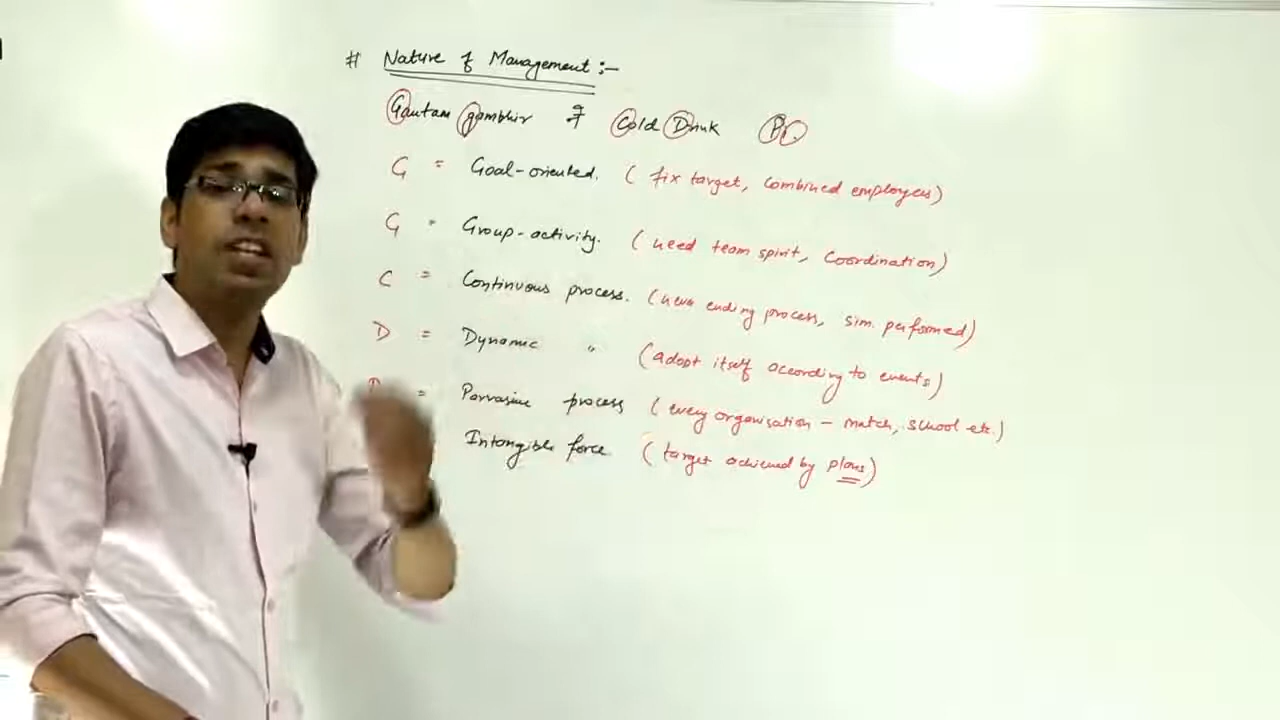 # Nature of Management :-
Gautam gambhir ने Cold Drink Pi
G = Goal-oriented. ( fix target, Combined employees)
G = Group-activity. ( need team spirit, Coordination)
C = Continuous process. ( never ending process, sim. performed)
D = Dynamic " (adopt itself according to events)
P = Parvasive process ( every organisation - match, school etc.)
Intangible force (target achieved by plans)